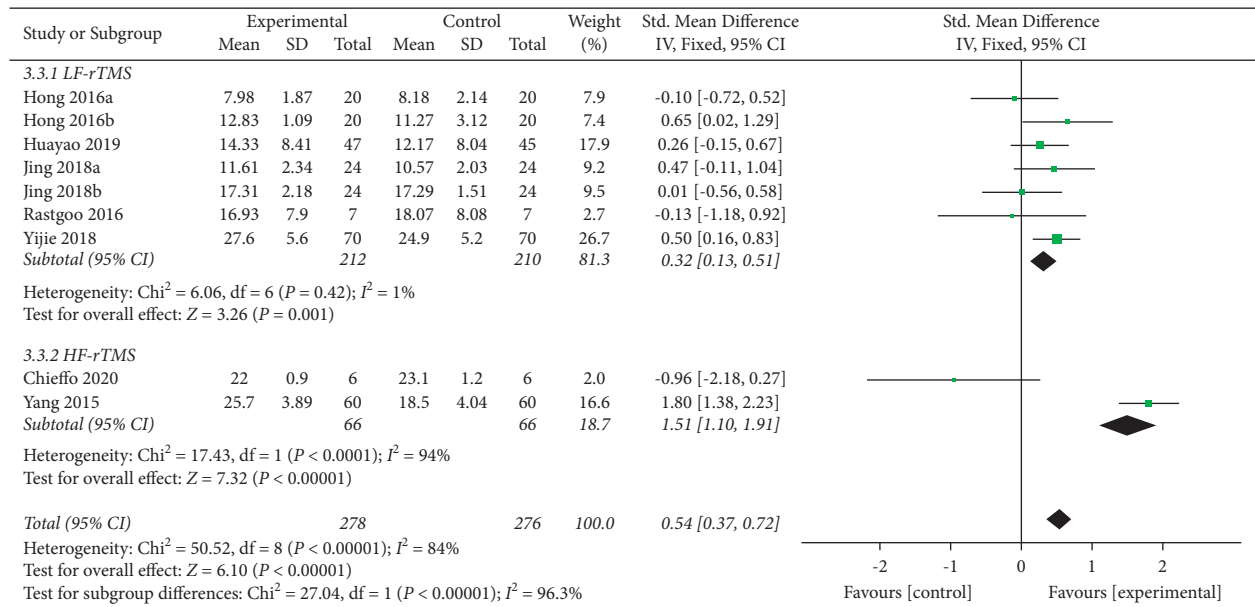 Study or Subgroup Experimental Control Weight (%) Std. Mean Difference IV, Fixed, 95% CI Std. Mean Difference IV, Fixed, 95% CI
Mean SD Total Mean SD Total
3.3.1 LF-rTMS
Hong 2016a 7.98 1.87 20 8.18 2.14 20 7.9 -0.10 [-0.72, 0.52]
Hong 2016b 12.83 1.09 20 11.27 3.12 20 7.4 0.65 [0.02, 1.29]
Huayao 2019 14.33 8.41 47 12.17 8.04 45 17.9 0.26 [-0.15, 0.67]
Jing 2018a 11.61 2.34 24 10.57 2.03 24 9.2 0.47 [-0.11, 1.04]
Jing 2018b 17.31 2.18 24 17.29 1.51 24 9.5 0.01 [-0.56, 0.58]
Rastgoo 2016 16.93 7.9 7 18.07 8.08 7 2.7 -0.13 [-1.18, 0.92]
Yijie 2018 27.6 5.6 70 24.9 5.2 70 26.7 0.50 [0.16, 0.83]
Subtotal (95% CI) 212 210 81.3 0.32 [0.13, 0.51]
Heterogeneity: Chi² = 6.06, df = 6 (P = 0.42); I² = 1%
Test for overall effect: Z = 3.26 (P = 0.001)
3.3.2 HF-rTMS
Chieffo 2020 22 0.9 6 23.1 1.2 6 2.0 -0.96 [-2.18, 0.27]
Yang 2015 25.7 3.89 60 18.5 4.04 60 16.6 1.80 [1.38, 2.23]
Subtotal (95% CI) 66 66 18.7 1.51 [1.10, 1.91]
Heterogeneity: Chi² = 17.43, df = 1 (P < 0.0001); I² = 94%
Test for overall effect: Z = 7.32 (P < 0.00001)
Total (95% CI) 278 276 100.0 0.54 [0.37, 0.72]
Heterogeneity: Chi² = 50.52, df = 8 (P < 0.00001); I² = 84%
Test for overall effect: Z = 6.10 (P < 0.00001)
Test for subgroup differences: Chi² = 27.04, df = 1 (P < 0.00001); I² = 96.3%
-2 -1 0 1 2
Favours [control] Favours [experimental]